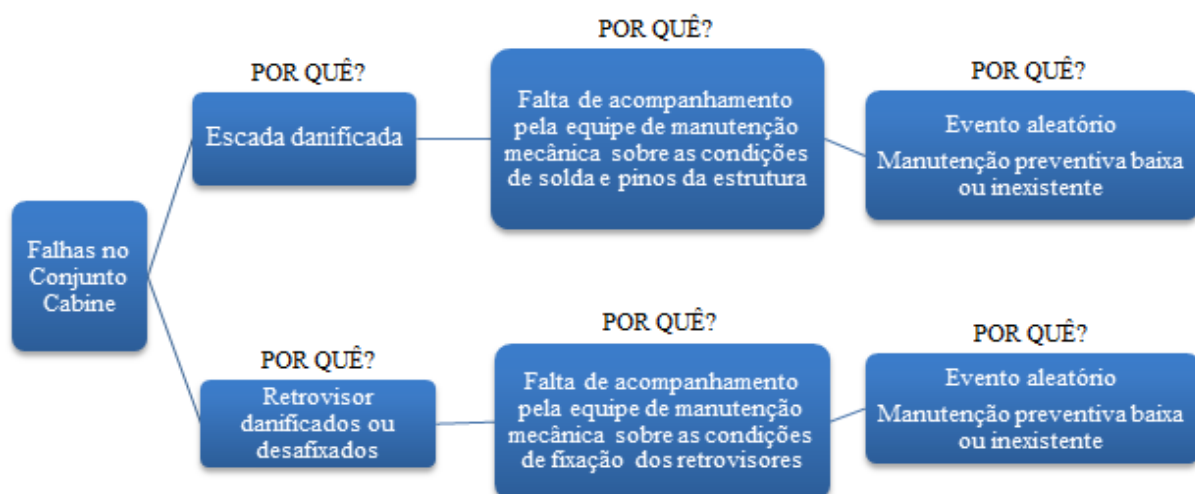 POR QUÊ?
Escada danificada
POR QUÊ?
Falta de acompanhamento
pela equipe de manutenção
mecânica sobre as condições
de solda e pinos da estrutura
POR QUÊ?
Evento aleatório
Manutenção preventiva baixa
ou inexistente
Falhas no
Conjunto
Cabine
POR QUÊ?
Retrovisor
danificados ou
desafixados
POR QUÊ?
Falta de acompanhamento
pela equipe de manutenção
mecânica sobre as condições
de fixação dos retrovisores
POR QUÊ?
Evento aleatório
Manutenção preventiva baixa
ou inexistente